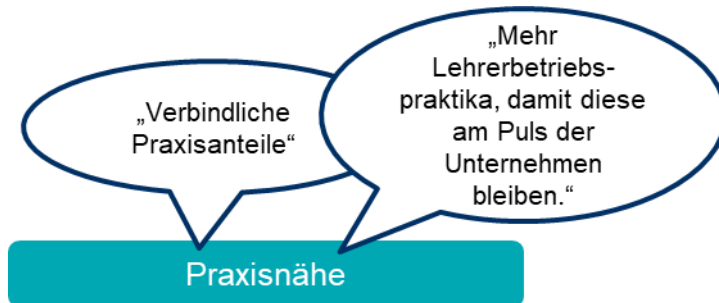 „Verbindliche
Praxisanteile“
„Mehr
Lehrerbetriebs-
praktika, damit diese
am Puls der
Unternehmen
bleiben.“
Praxisnähe